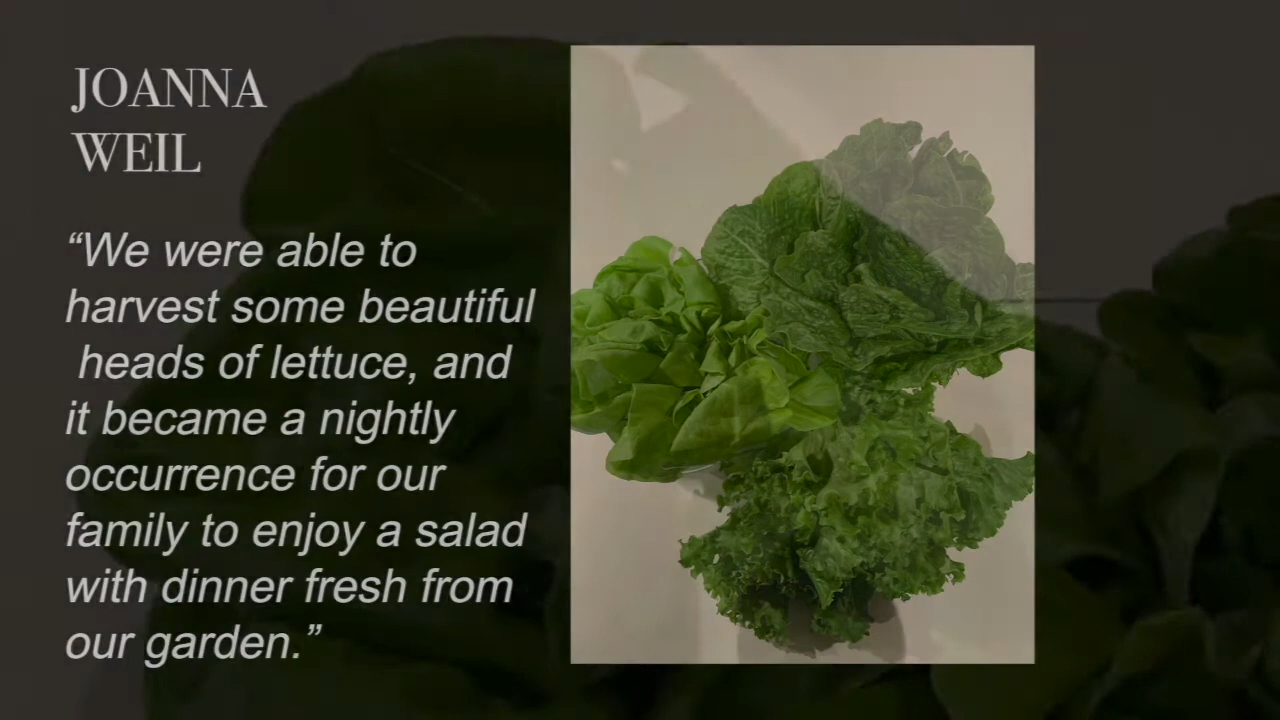 JOANNA
WEIL
“We were able to
harvest some beautiful
heads of lettuce, and
it became a nightly
occurrence for our
family to enjoy a salad
with dinner fresh from
our garden.”